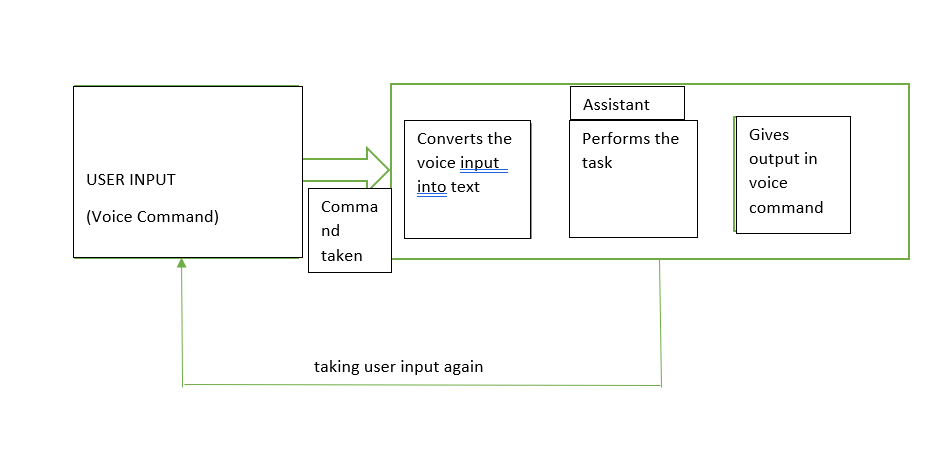 USER INPUT
(Voice Command)
Comma
nd
taken
Assistant
Converts the
voice input
into text
Performs the
task
Gives
output in
voice
command
taking user input again